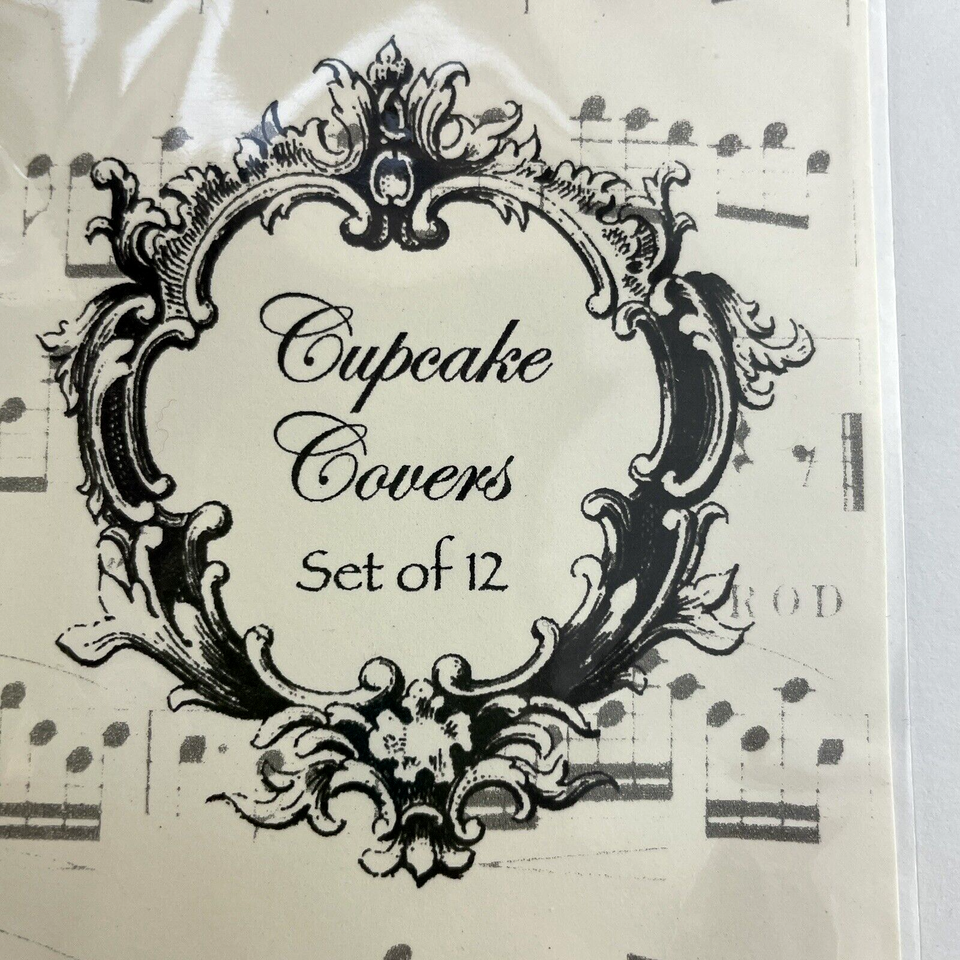 Cupcake
Covers
Set of 12
ROD